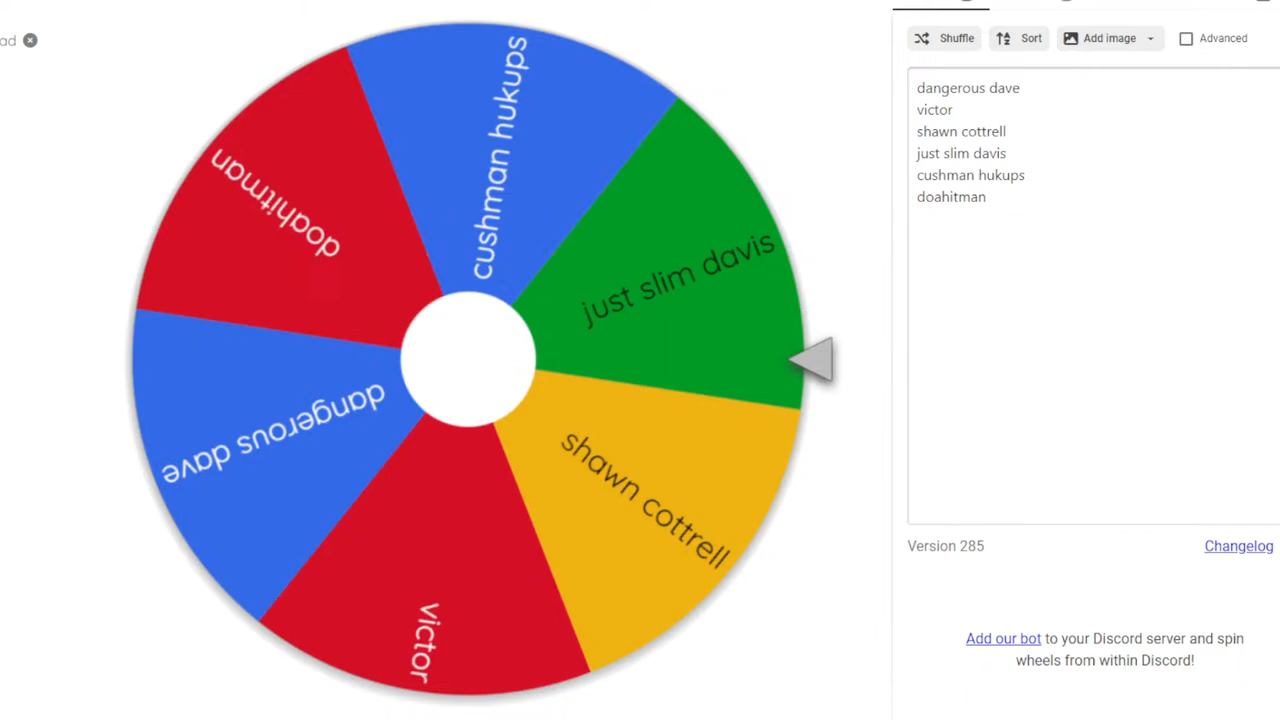 ad
Shuffle
Sort
Add image
Advanced
dangerous dave
victor
shawn cottrell
just slim davis
cushman hukups
doahitman
cushman hukups
doahitman
just slim davis
dangerous dave
shawn cottrell
victor
Version 285
Changelog
Add our bot to your Discord server and spin
wheels from within Discord!